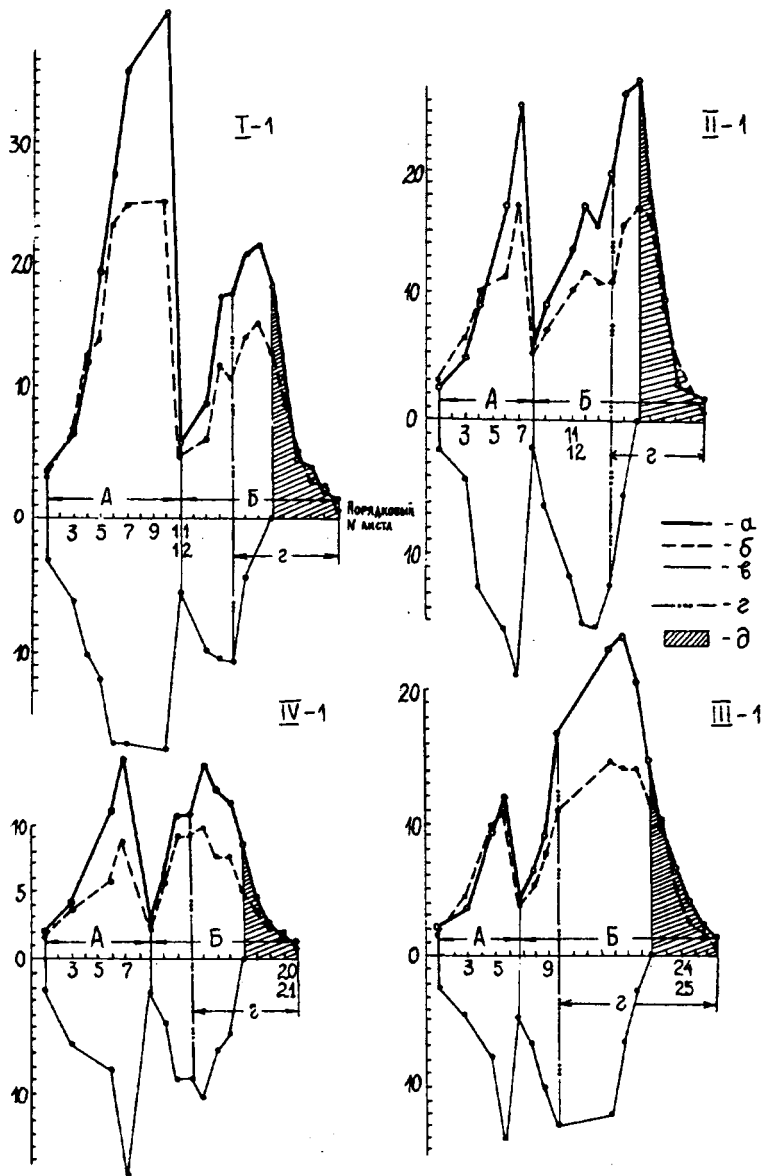 I-1
30
20
10
0
10
А
Б
3 5 7 9 11
12
Порядковый
N листа
г
II-1
20
10
0
10
А
Б
3 5 7 11
12
г
— - а
--- - б
— - в
–··– - г
- д
IV-1
10
5
0
10
А
Б
3 5 7 20
21
г
III-1
20
10
0
10
А
Б
3 5 9 24
25
г